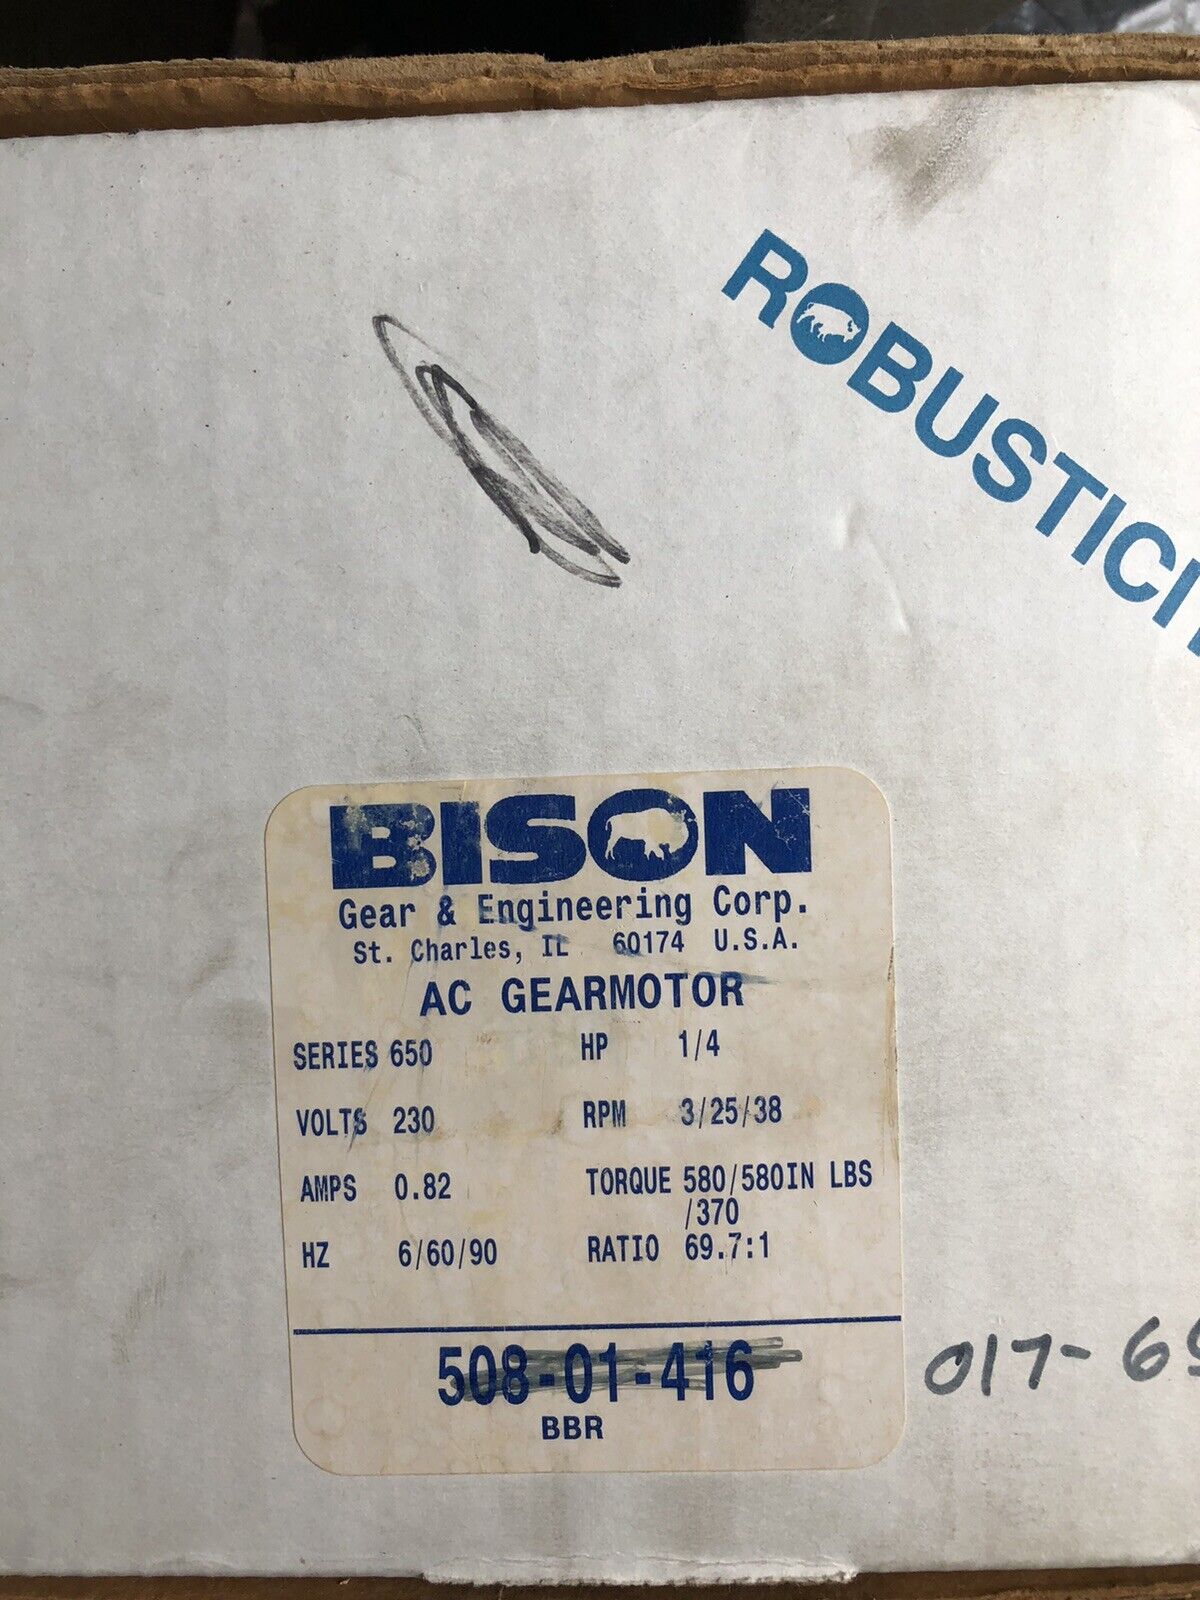 ROBUSTICI
BISON
Gear & Engineering Corp.
St. Charles, IL 60174 U.S.A.
AC GEARMOTOR
SERIES 650 HP 1/4
VOLTS 230 RPM 3/25/38
AMPS 0.82 TORQUE 580/580IN LBS
/370
HZ 6/60/90 RATIO 69.7:1
508-01-416
BBR
017-6